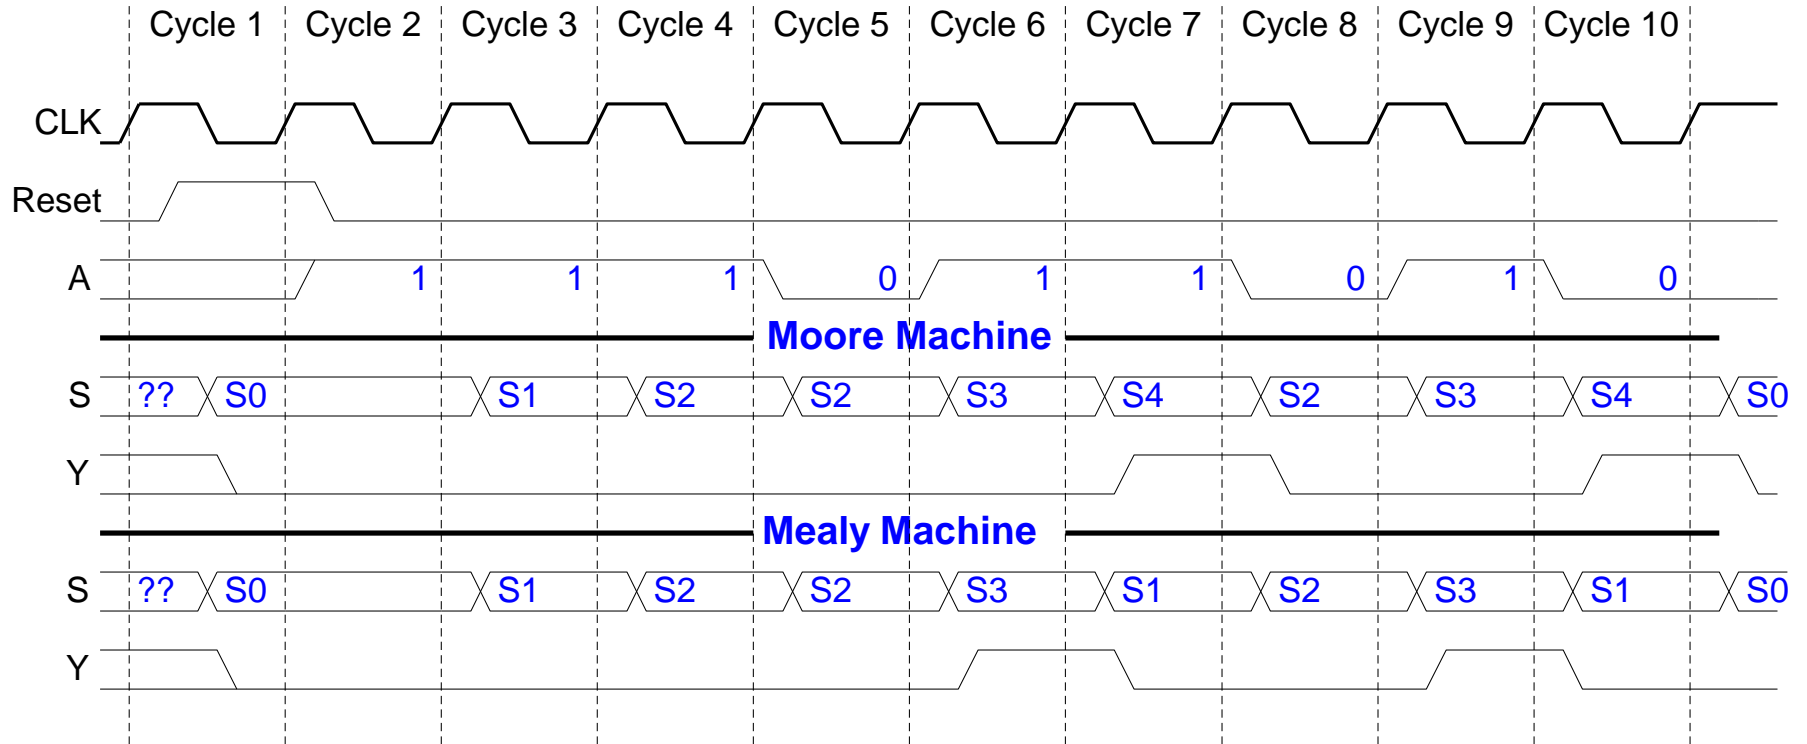 Cycle 1 Cycle 2 Cycle 3 Cycle 4 Cycle 5 Cycle 6 Cycle 7 Cycle 8 Cycle 9 Cycle 10
CLK
Reset
A 1 1 1 0 1 1 0 1 0
Moore Machine
S ?? S0 S1 S2 S2 S3 S4 S2 S3 S4 S0
Y
Mealy Machine
S ?? S0 S1 S2 S2 S3 S1 S2 S3 S1 S0
Y